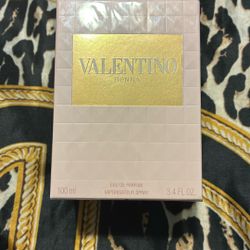 VALENTINO
DONNA
EAU DE PARFUM
VAPORISATEUR SPRAY
100 ml 3.4 FL. OZ